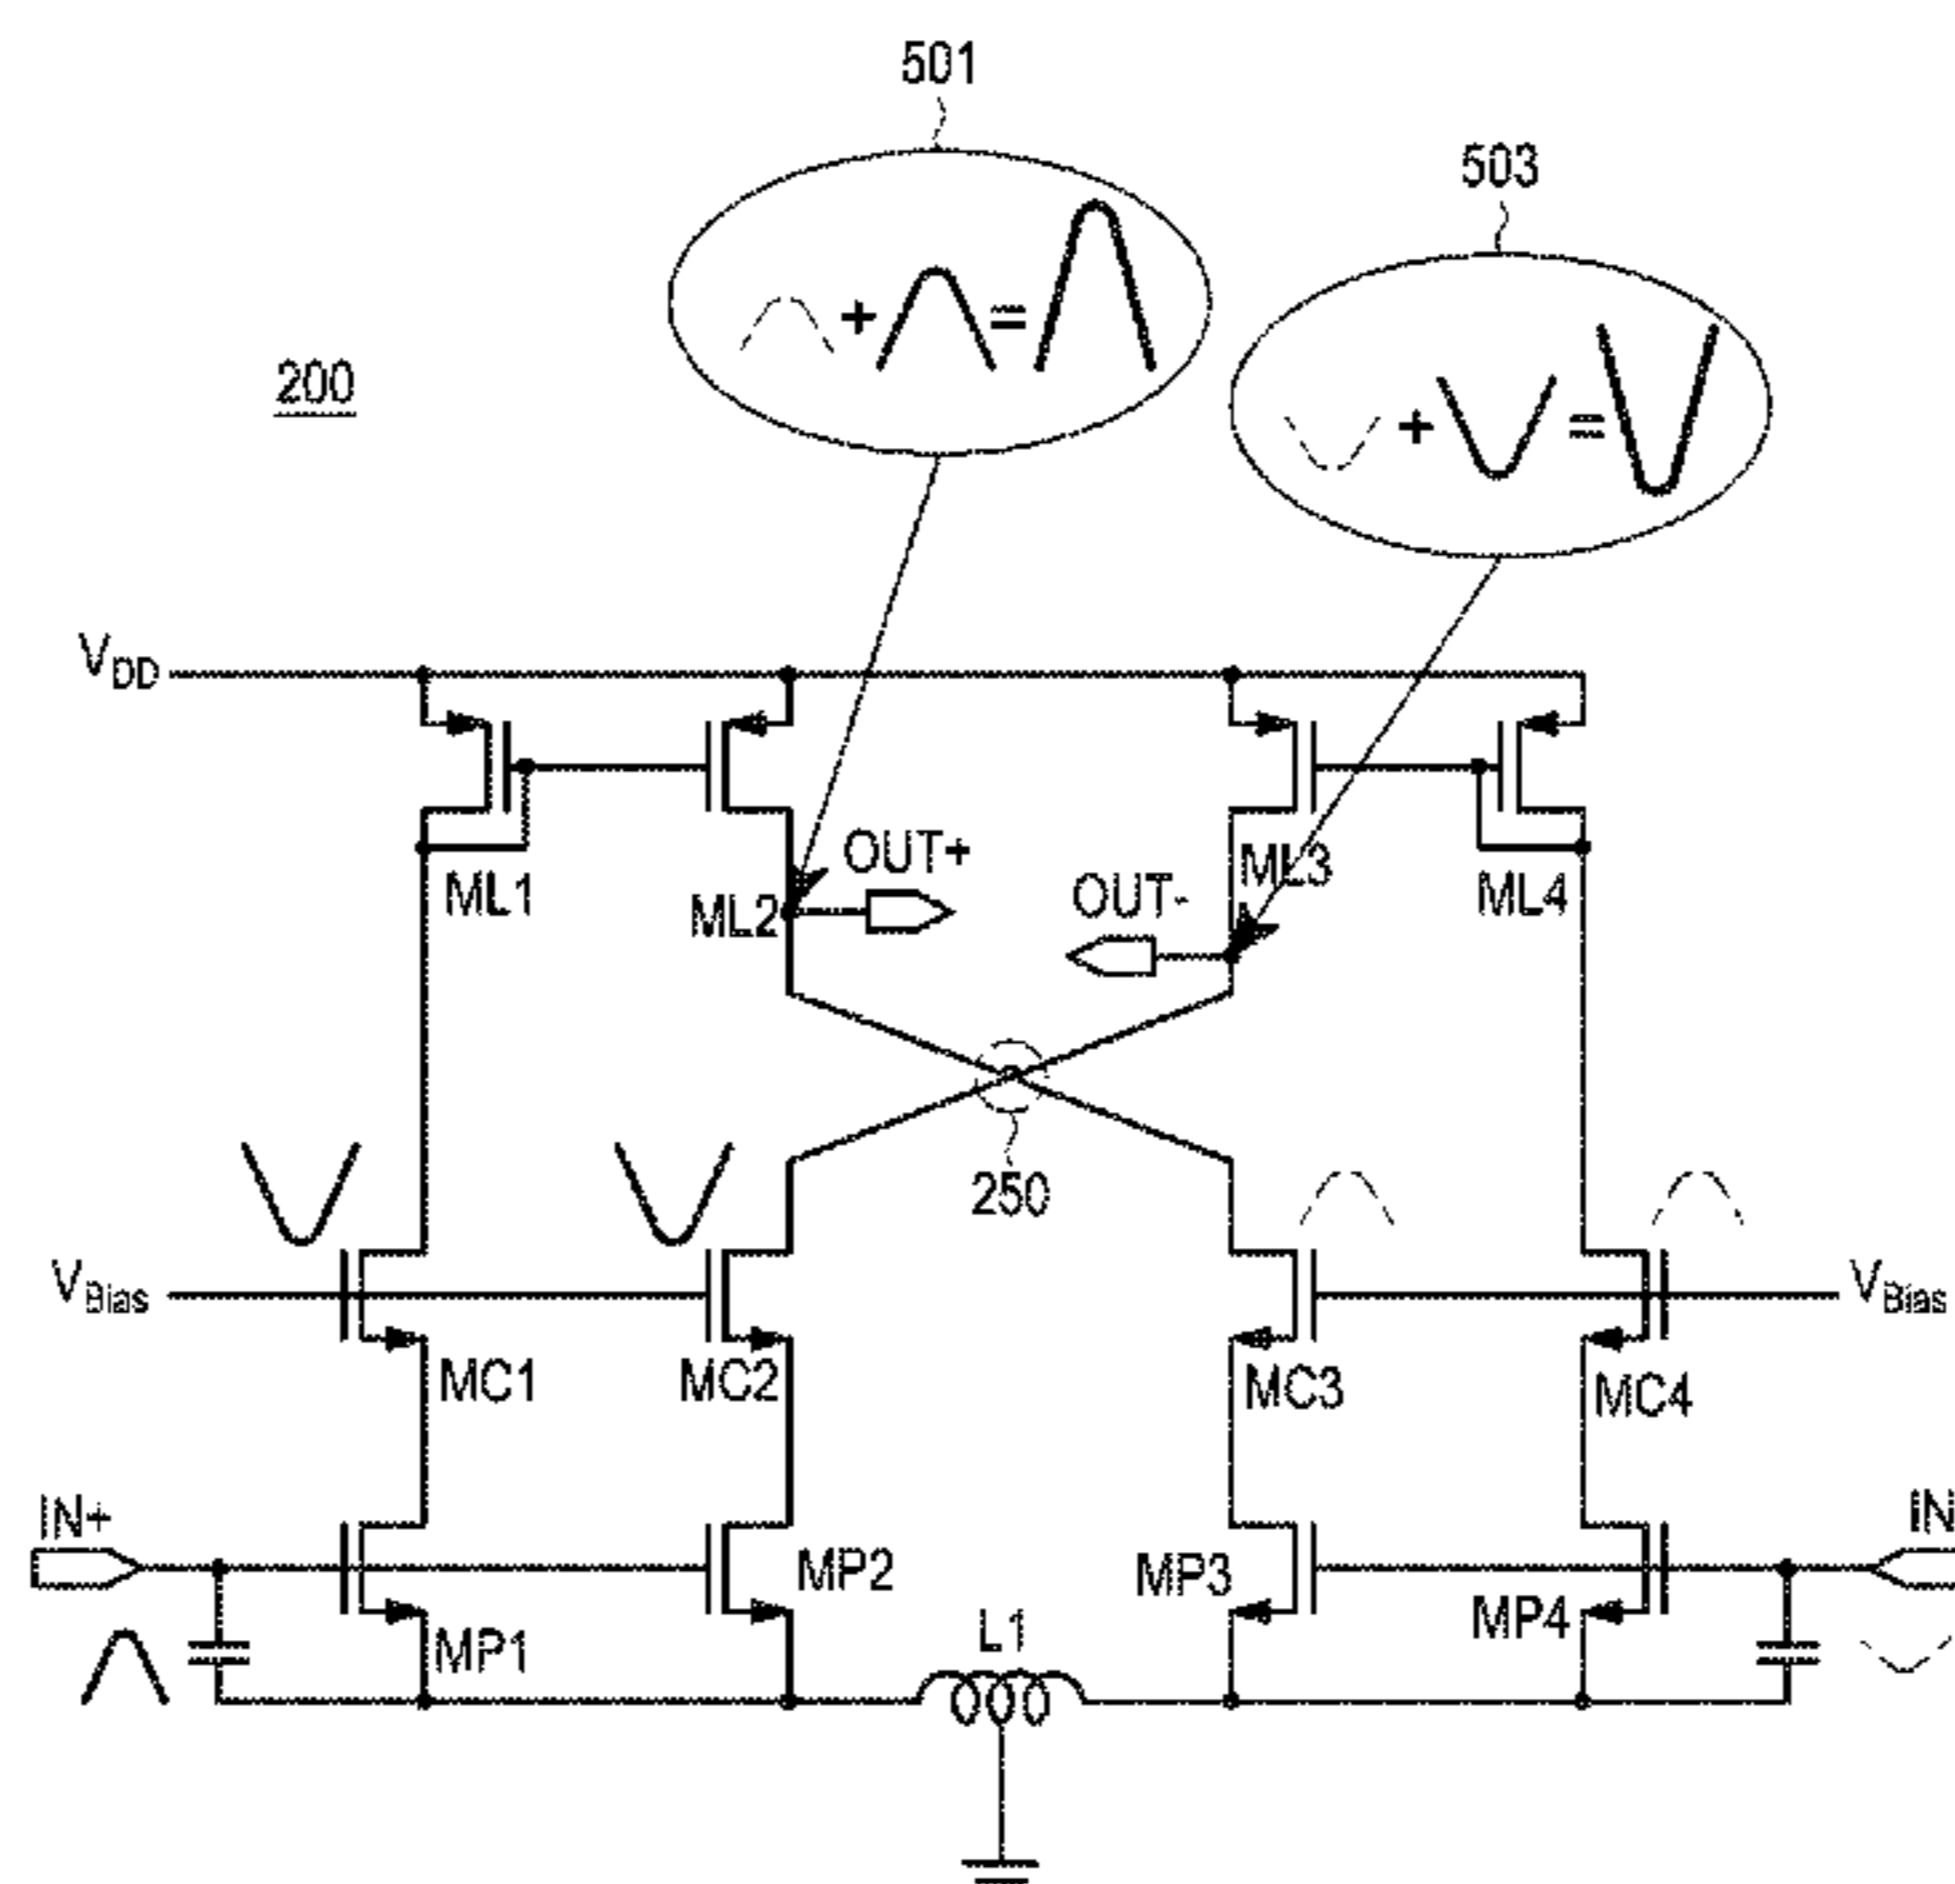 501
503
200
+ =
+ =
VDD
OUT+
ML1
ML2
OUT-
ML3
ML4
250
VBias
VBias
MC1
MC2
MC3
MC4
IN+
IN
MP1
MP2
MP3
MP4
L1